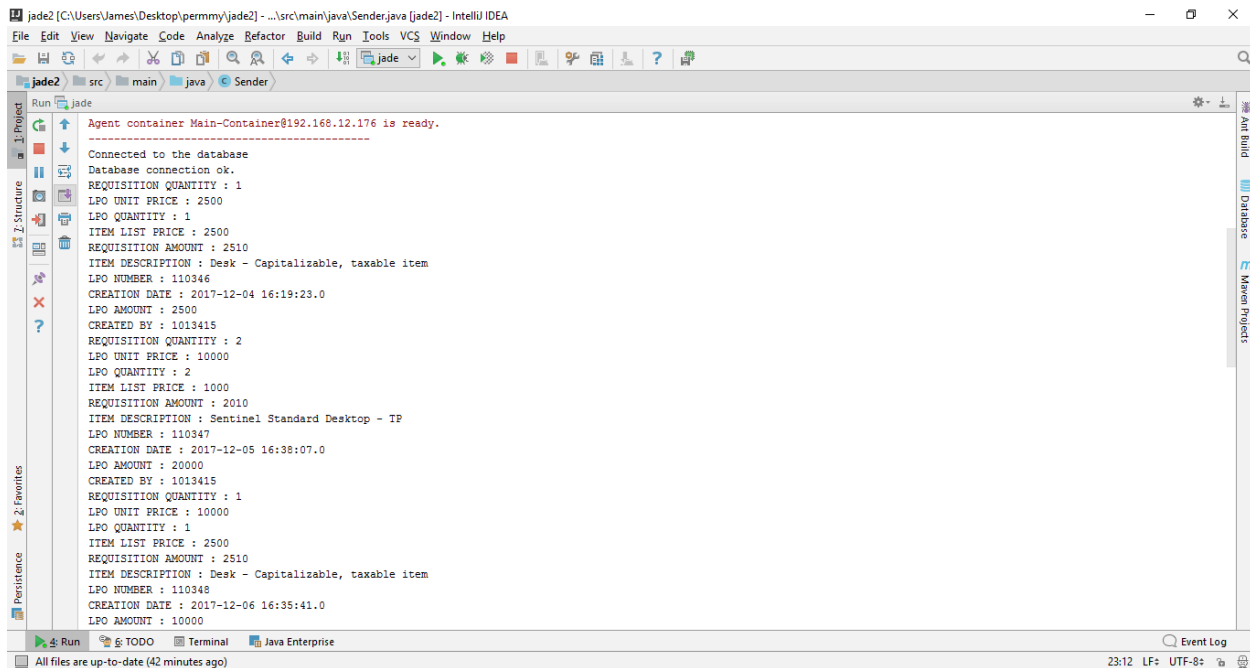 jade2 [C:\Users\James\Desktop\permmy\jade2] - ...\src\main\java\Sender.java [jade2] - IntelliJ IDEA
File Edit View Navigate Code Analyze Refactor Build Run Tools VCS Window Help
jade
jade2 src main java Sender
Run jade
1: Project
Z: Structure
2: Favorites
Persistence
Agent container Main-Container@192.168.12.176 is ready.
--------------------------------------------
Connected to the database
Database connection ok.
REQUISITION QUANTITY : 1
LPO UNIT PRICE : 2500
LPO QUANTITY : 1
ITEM LIST PRICE : 2500
REQUISITION AMOUNT : 2510
ITEM DESCRIPTION : Desk - Capitalizable, taxable item
LPO NUMBER : 110346
CREATION DATE : 2017-12-04 16:19:23.0
LPO AMOUNT : 2500
CREATED BY : 1013415
REQUISITION QUANTITY : 2
LPO UNIT PRICE : 10000
LPO QUANTITY : 2
ITEM LIST PRICE : 1000
REQUISITION AMOUNT : 2010
ITEM DESCRIPTION : Sentinel Standard Desktop - TP
LPO NUMBER : 110347
CREATION DATE : 2017-12-05 16:38:07.0
LPO AMOUNT : 20000
CREATED BY : 1013415
REQUISITION QUANTITY : 1
LPO UNIT PRICE : 10000
LPO QUANTITY : 1
ITEM LIST PRICE : 2500
REQUISITION AMOUNT : 2510
ITEM DESCRIPTION : Desk - Capitalizable, taxable item
LPO NUMBER : 110348
CREATION DATE : 2017-12-06 16:35:41.0
LPO AMOUNT : 10000
Ant Build
Database
Maven Projects
4: Run 6: TODO Terminal Java Enterprise Event Log
All files are up-to-date (42 minutes ago) 23:12 LF UTF-8